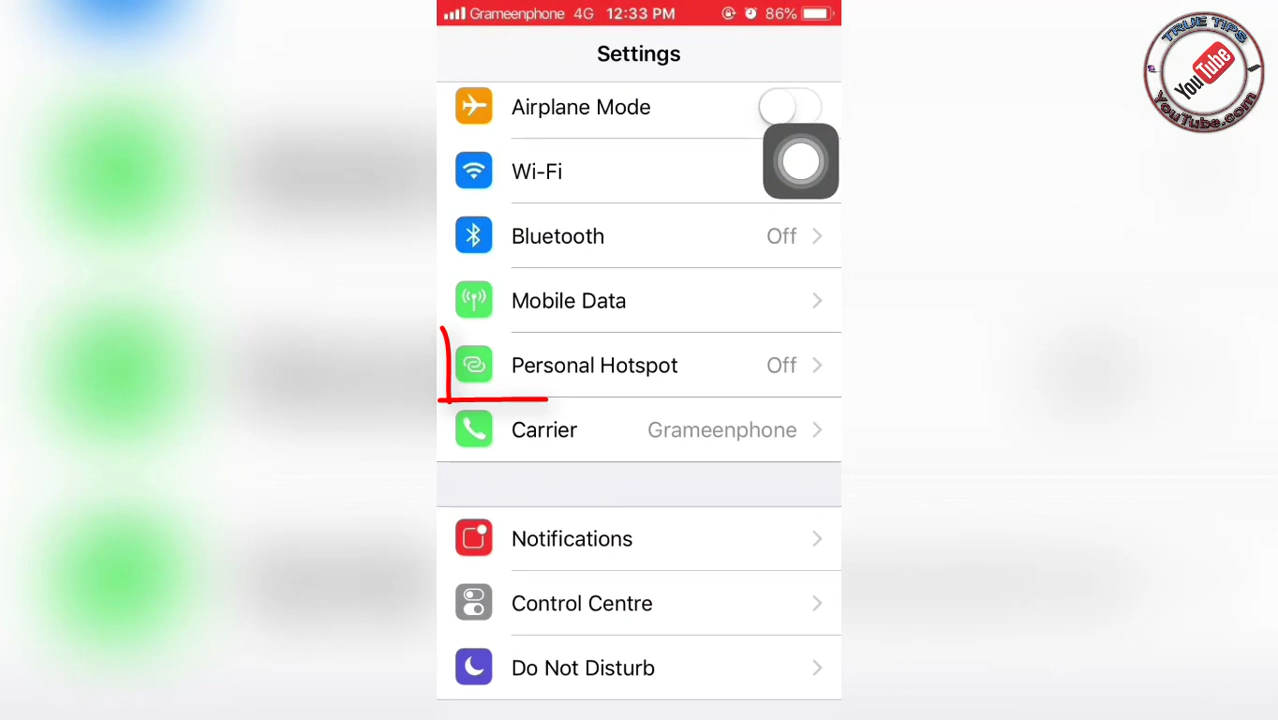 Grameenphone 4G 12:33 PM 86%
TRUE TIPS
YouTube
YouTube.com
Settings
Airplane Mode
Wi-Fi
Bluetooth Off
Mobile Data
Personal Hotspot Off
Carrier Grameenphone
Notifications
Control Centre
Do Not Disturb